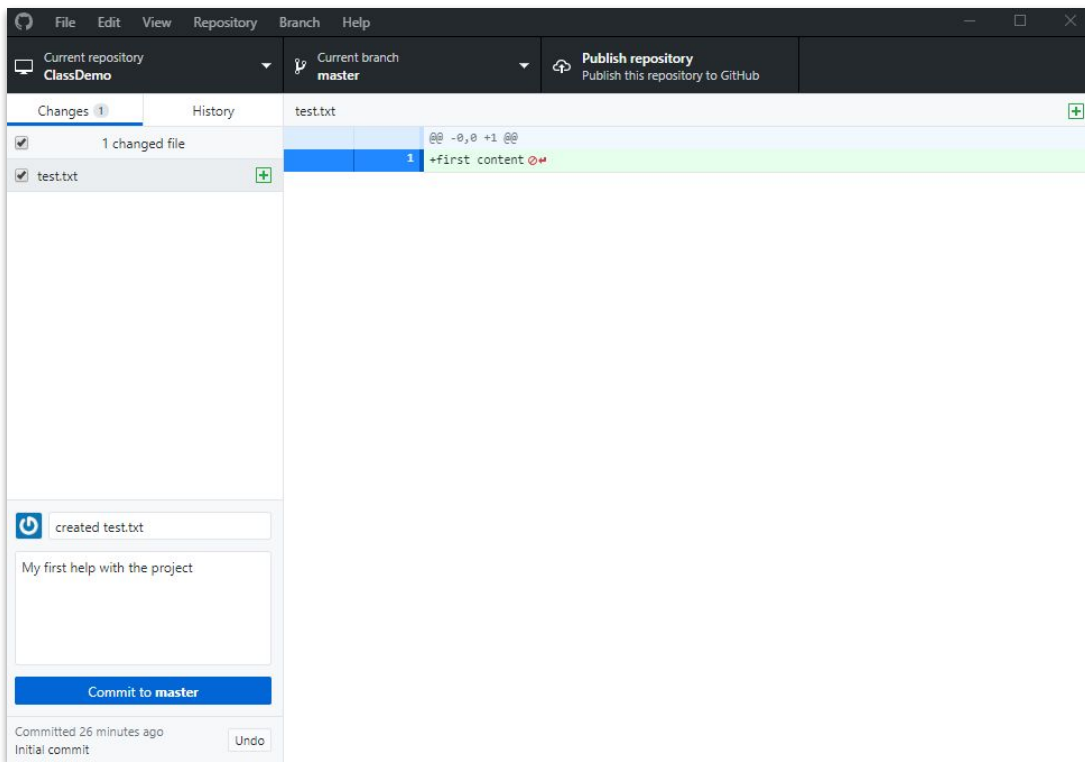 File Edit View Repository Branch Help
Current repository
ClassDemo
Current branch
master
Publish repository
Publish this repository to GitHub
Changes 1
History
test.txt
1 changed file
@@ -0,0 +1 @@
1 +first content
test.txt
created test.txt
My first help with the project
Commit to master
Committed 26 minutes ago
Initial commit
Undo